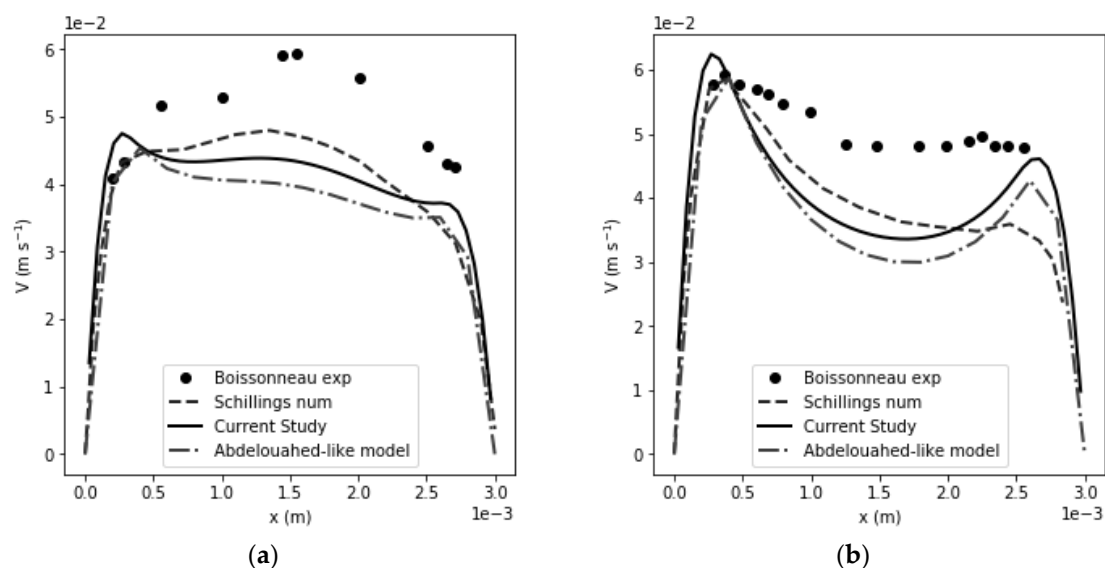 1e−2
6
5
4
3
2
1
0
V (m s⁻¹)
Boissonneau exp
Schillings num
Current Study
Abdelouahed-like model
0.0 0.5 1.0 1.5 2.0 2.5 3.0
x (m)
1e−3
(a)
1e−2
6
5
4
3
2
1
0
V (m s⁻¹)
Boissonneau exp
Schillings num
Current Study
Abdelouahed-like model
0.0 0.5 1.0 1.5 2.0 2.5 3.0
x (m)
1e−3
(b)